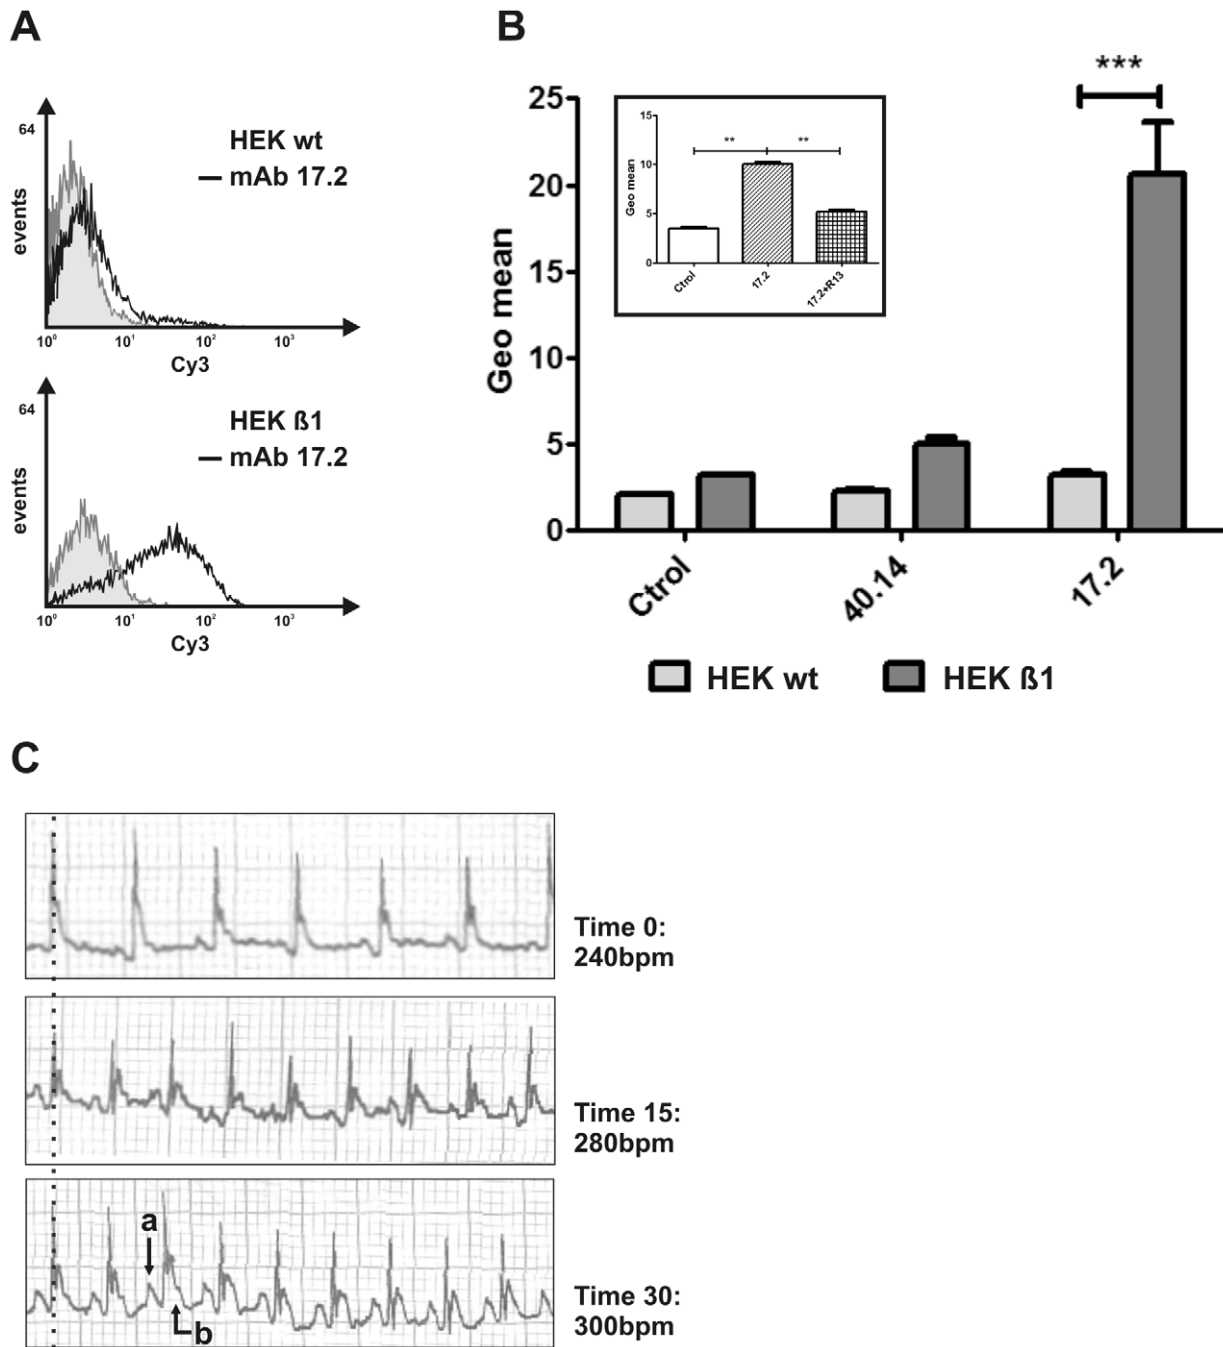 A
64
HEK wt
mAb 17.2
events
10⁰ 10¹ 10² 10³
Cy3
64
HEK ß1
mAb 17.2
events
10⁰ 10¹ 10² 10³
Cy3
B
***
25
20
15
10
5
0
Geo mean
15
10
5
0
Geo mean
** **
Ctrol 17.2 17.2+R13
Ctrol 40.14 17.2
HEK wt HEK ß1
C
Time 0:
240bpm
Time 15:
280bpm
a
b
Time 30:
300bpm